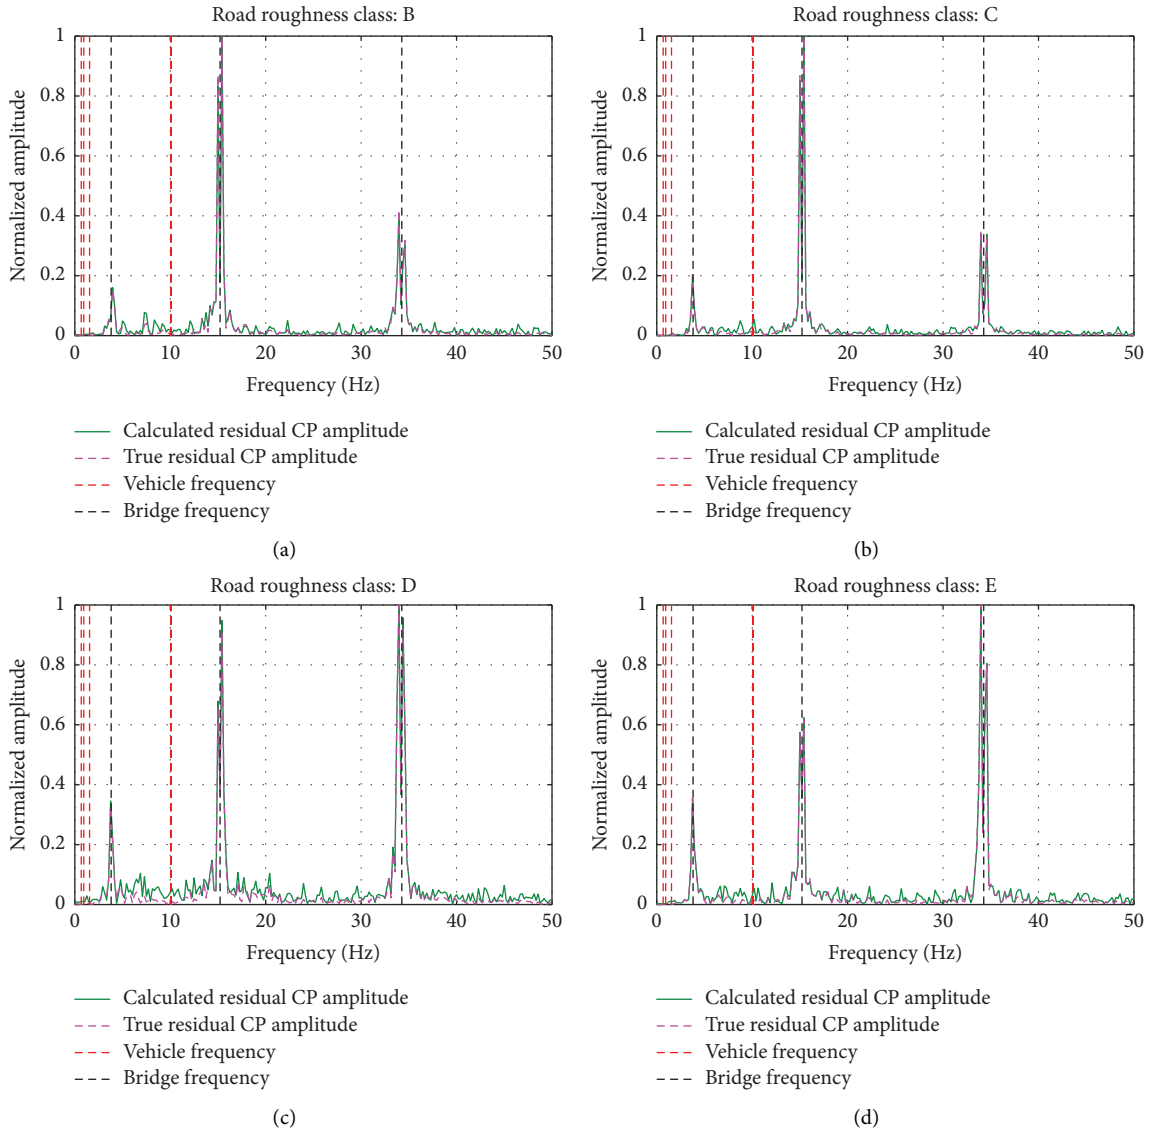 Road roughness class: B
1
0.8
0.6
0.4
0.2
0
Normalized amplitude
0 10 20 30 40 50
Frequency (Hz)
Calculated residual CP amplitude
True residual CP amplitude
Vehicle frequency
Bridge frequency
(a)
Road roughness class: C
1
0.8
0.6
0.4
0.2
0
Normalized amplitude
0 10 20 30 40 50
Frequency (Hz)
Calculated residual CP amplitude
True residual CP amplitude
Vehicle frequency
Bridge frequency
(b)
Road roughness class: D
1
0.8
0.6
0.4
0.2
0
Normalized amplitude
0 10 20 30 40 50
Frequency (Hz)
Calculated residual CP amplitude
True residual CP amplitude
Vehicle frequency
Bridge frequency
(c)
Road roughness class: E
1
0.8
0.6
0.4
0.2
0
Normalized amplitude
0 10 20 30 40 50
Frequency (Hz)
Calculated residual CP amplitude
True residual CP amplitude
Vehicle frequency
Bridge frequency
(d)